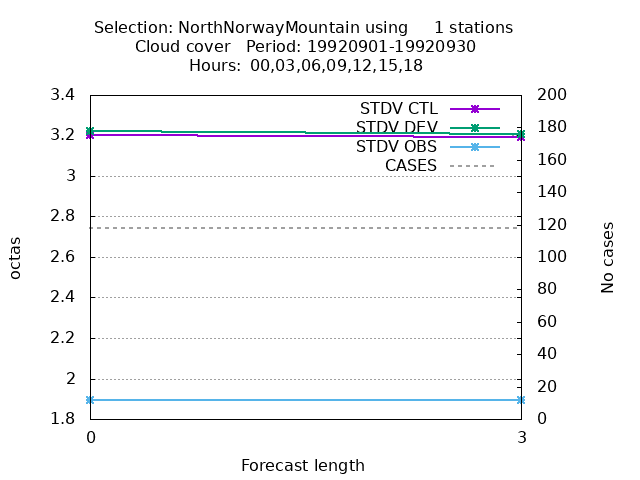 Selection: NorthNorwayMountain using     1 stations
Cloud cover   Period: 19920901-19920930
Hours:  00,03,06,09,12,15,18
3.4
3.2
3
2.8
2.6
2.4
2.2
2
1.8
200
180
160
140
120
100
80
60
40
20
0
STDV CTL
STDV DEV
STDV OBS
CASES
octas
No cases
0
3
Forecast length